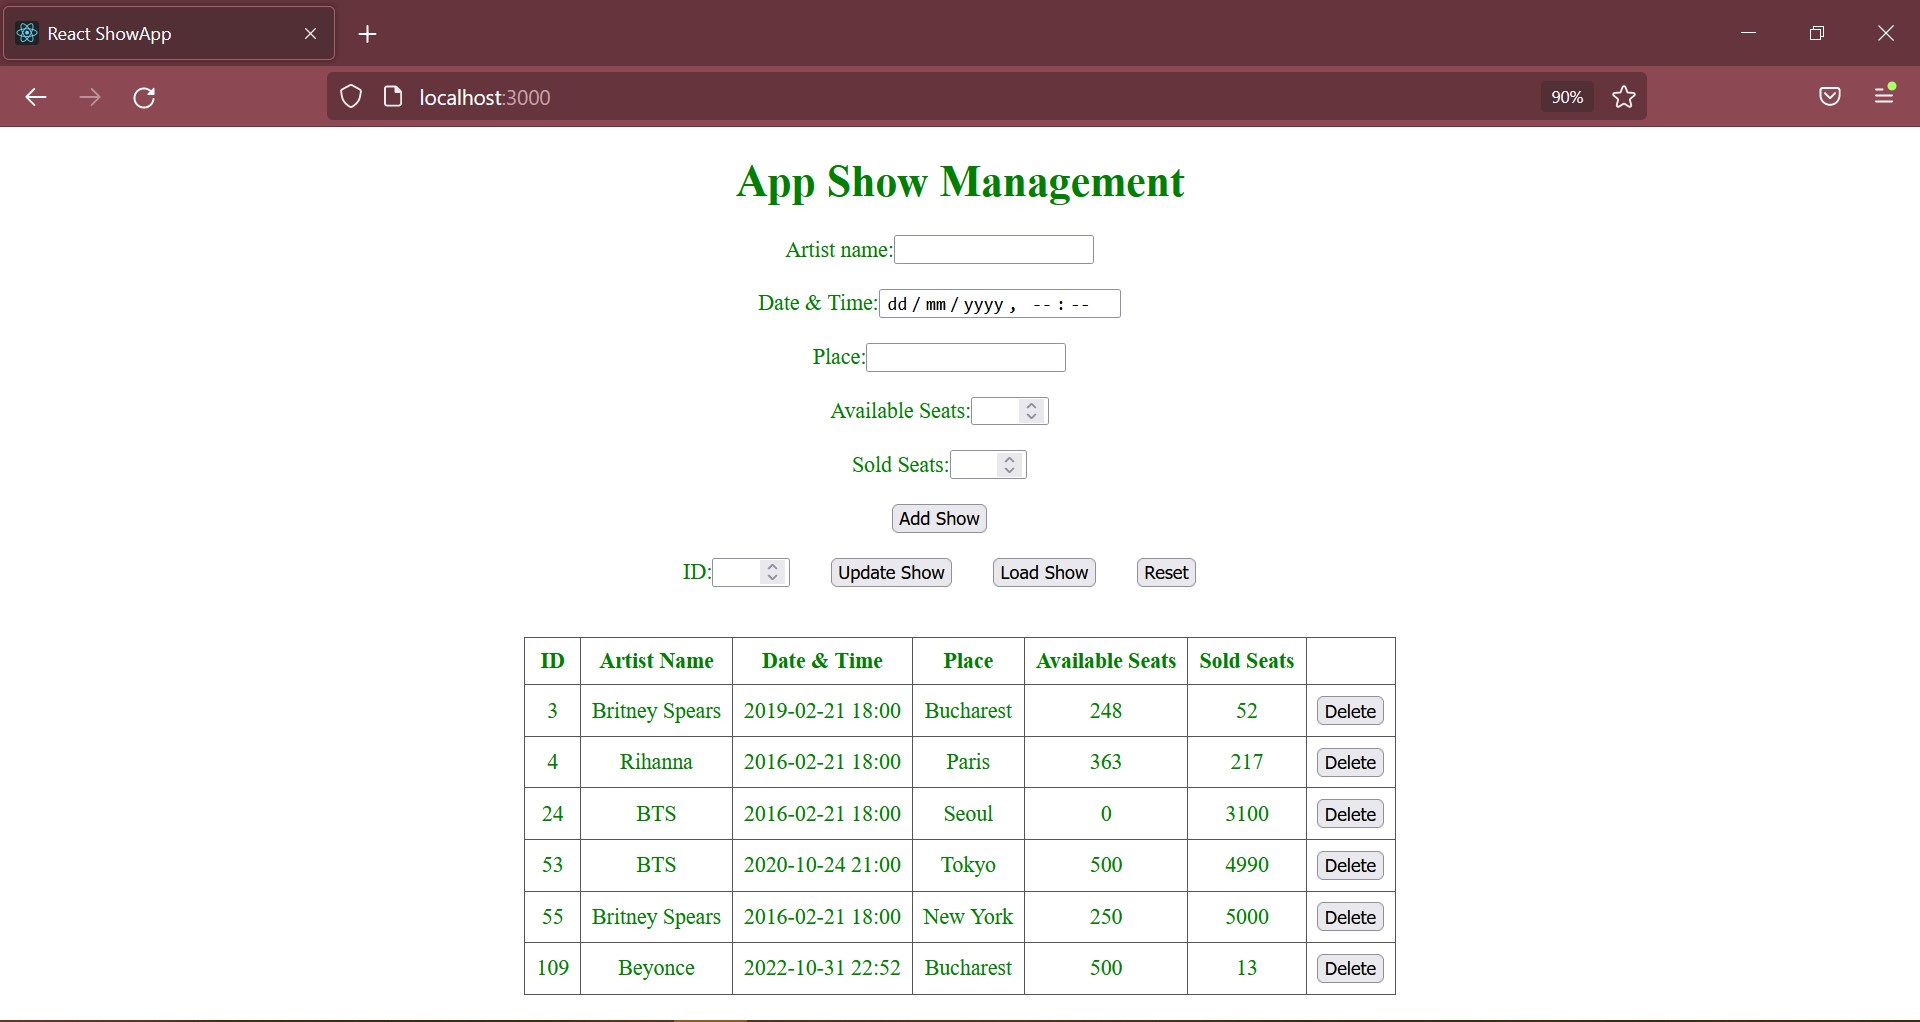 React ShowApp
localhost:3000 90%
App Show Management
Artist name:
Date & Time: dd/mm/yyyy, --:--
Place:
Available Seats:
Sold Seats:
Add Show
ID: Update Show Load Show Reset
ID Artist Name Date & Time Place Available Seats Sold Seats
3 Britney Spears 2019-02-21 18:00 Bucharest 248 52 Delete
4 Rihanna 2016-02-21 18:00 Paris 363 217 Delete
24 BTS 2016-02-21 18:00 Seoul 0 3100 Delete
53 BTS 2020-10-24 21:00 Tokyo 500 4990 Delete
55 Britney Spears 2016-02-21 18:00 New York 250 5000 Delete
109 Beyonce 2022-10-31 22:52 Bucharest 500 13 Delete